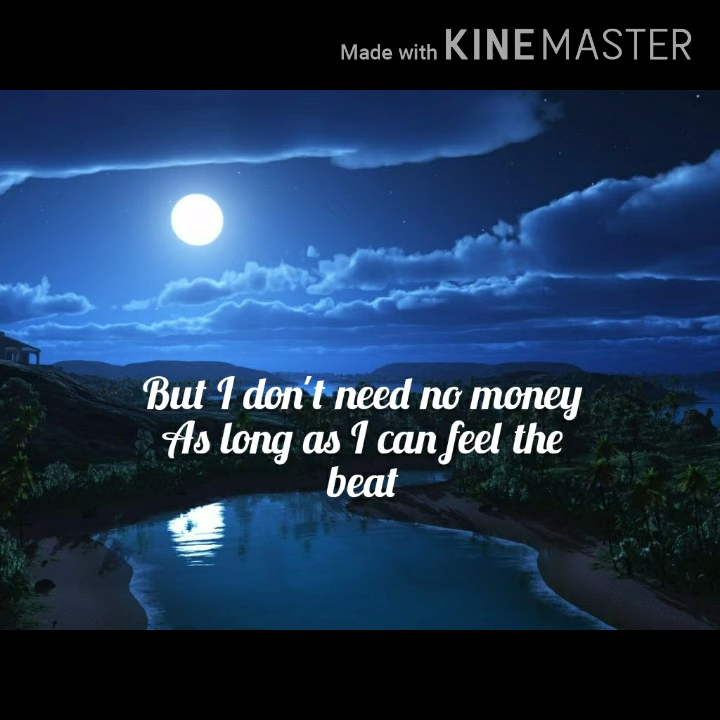 Made with KINEMASTER
But I don't need no money
As long as I can feel the
beat